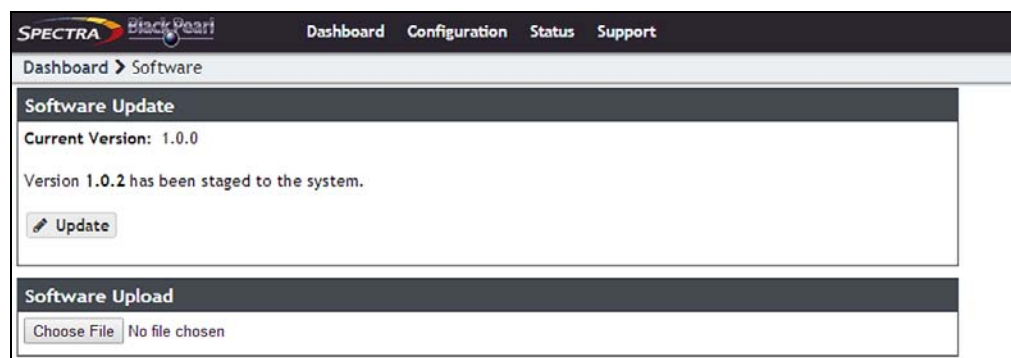 SPECTRA BlackPearl Dashboard Configuration Status Support
Dashboard > Software
Software Update
Current Version: 1.0.0
Version 1.0.2 has been staged to the system.
Update
Software Upload
Choose File No file chosen